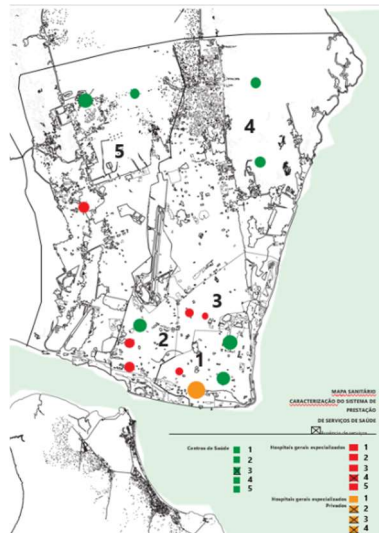 4
5
3
2
1
MAPA SANITÁRIO
CARACTERIZAÇÃO DO SISTEMA DE
PRESTAÇÃO
DE SERVIÇOS DE SAÚDE
Centros de Saúde
1
2
3
4
5
Hospitais gerais especializados
1
2
3
4
5
Hospitais gerais especializados
Privados
1
2
3
4